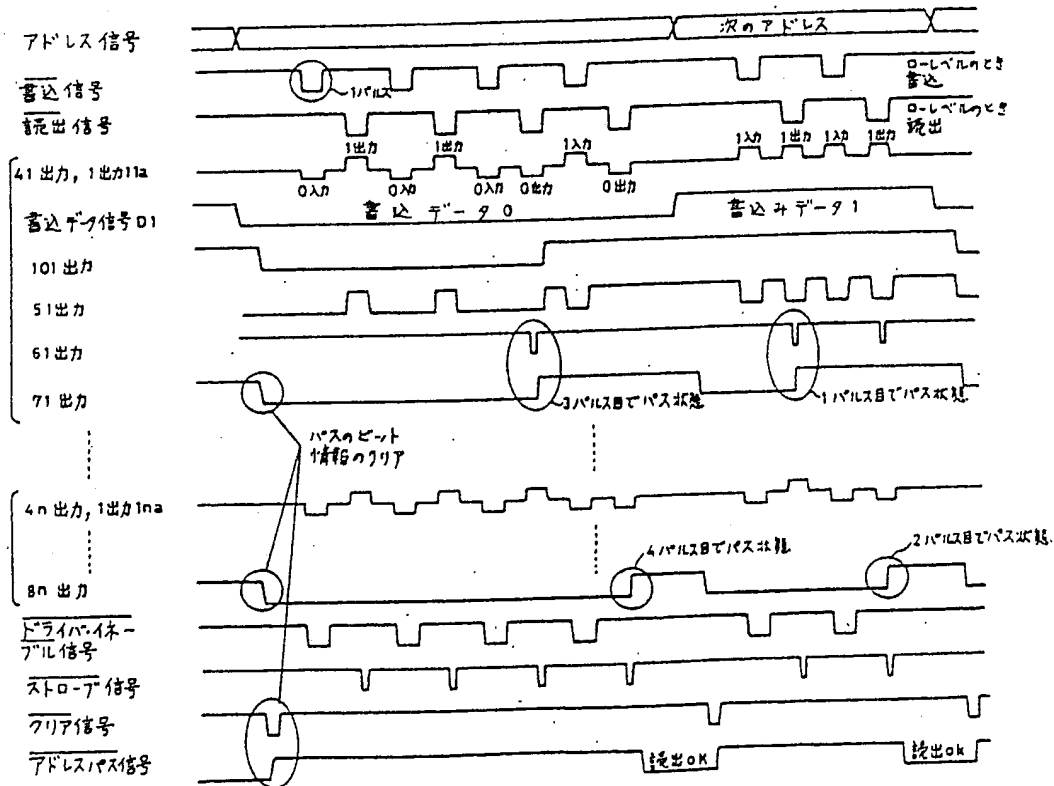 アドレス信号
次のアドレス
書込信号
1パルス
ローレベルのとき
書込
読出信号
ローレベルのとき
読出
1出力
1出力
1入力
1入力
1出力
1入力
1出力
41出力, 1出力11a
0入力
0入力
0入力
0出力
0出力
書込データ信号D1
書込データ0
書込みデータ1
101出力
51出力
61出力
71出力
3パルス目でパス状態
1パルス目でパス状態
パスのビット
情報のクリア
4n出力, 1出力1na
4パルス目でパス状態
2パルス目でパス状態
8n出力
ドライバ・イネー
ブル信号
ストローブ信号
クリア信号
アドレスパス信号
読出OK
読出ok